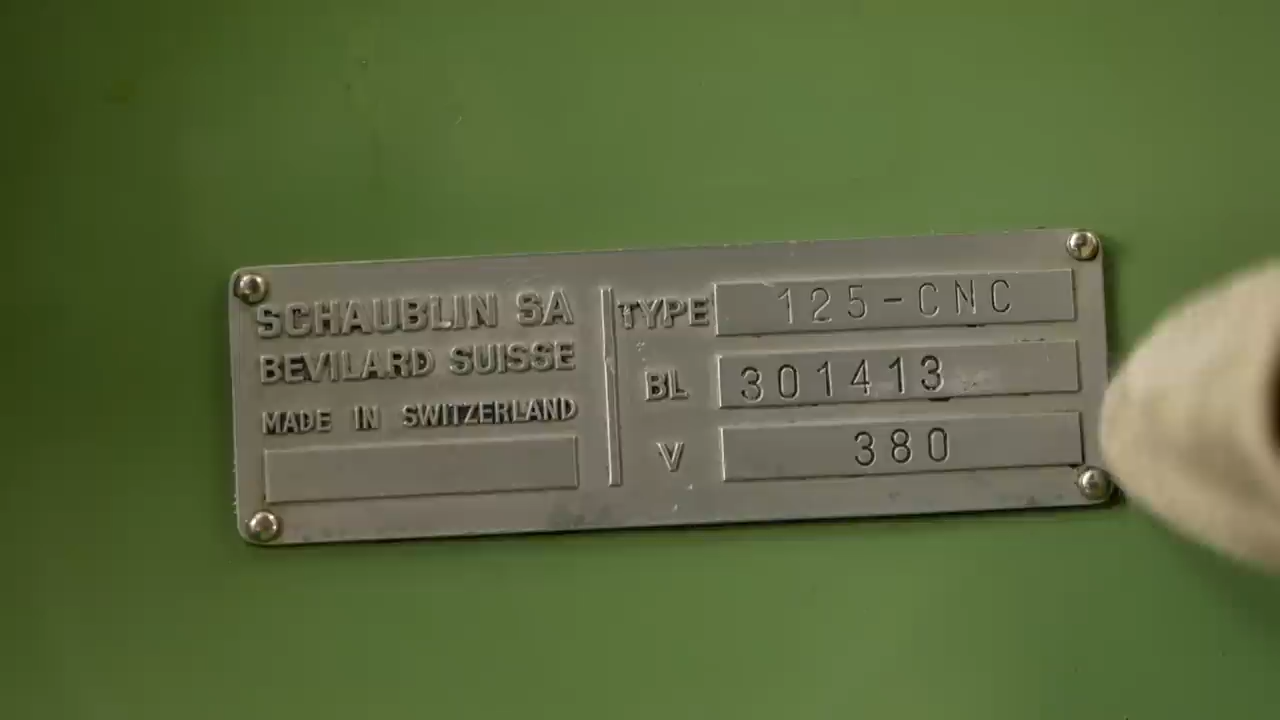 SCHAUBLIN SA
BEVILARD SUISSE
MADE IN SWITZERLAND
TYPE 125-CNC
BL 301413
V 380